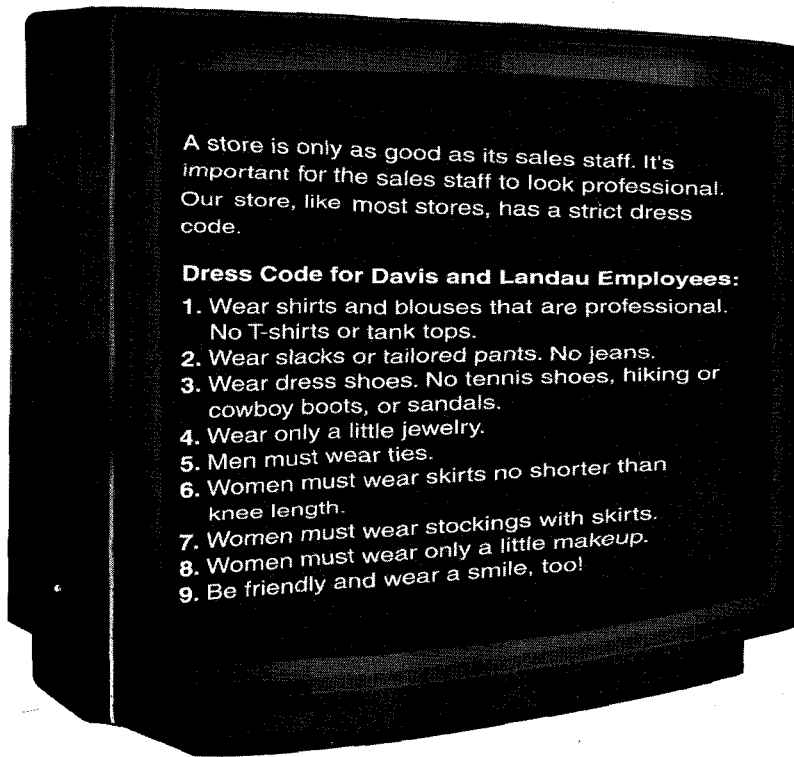 A store is only as good as its sales staff. It's
important for the sales staff to look professional.
Our store, like most stores, has a strict dress
code.
Dress Code for Davis and Landau Employees:
1. Wear shirts and blouses that are professional.
No T-shirts or tank tops.
2. Wear slacks or tailored pants. No jeans.
3. Wear dress shoes. No tennis shoes, hiking or
cowboy boots, or sandals.
4. Wear only a little jewelry.
5. Men must wear ties.
6. Women must wear skirts no shorter than
knee length.
7. Women must wear stockings with skirts.
8. Women must wear only a little makeup.
9. Be friendly and wear a smile, too!